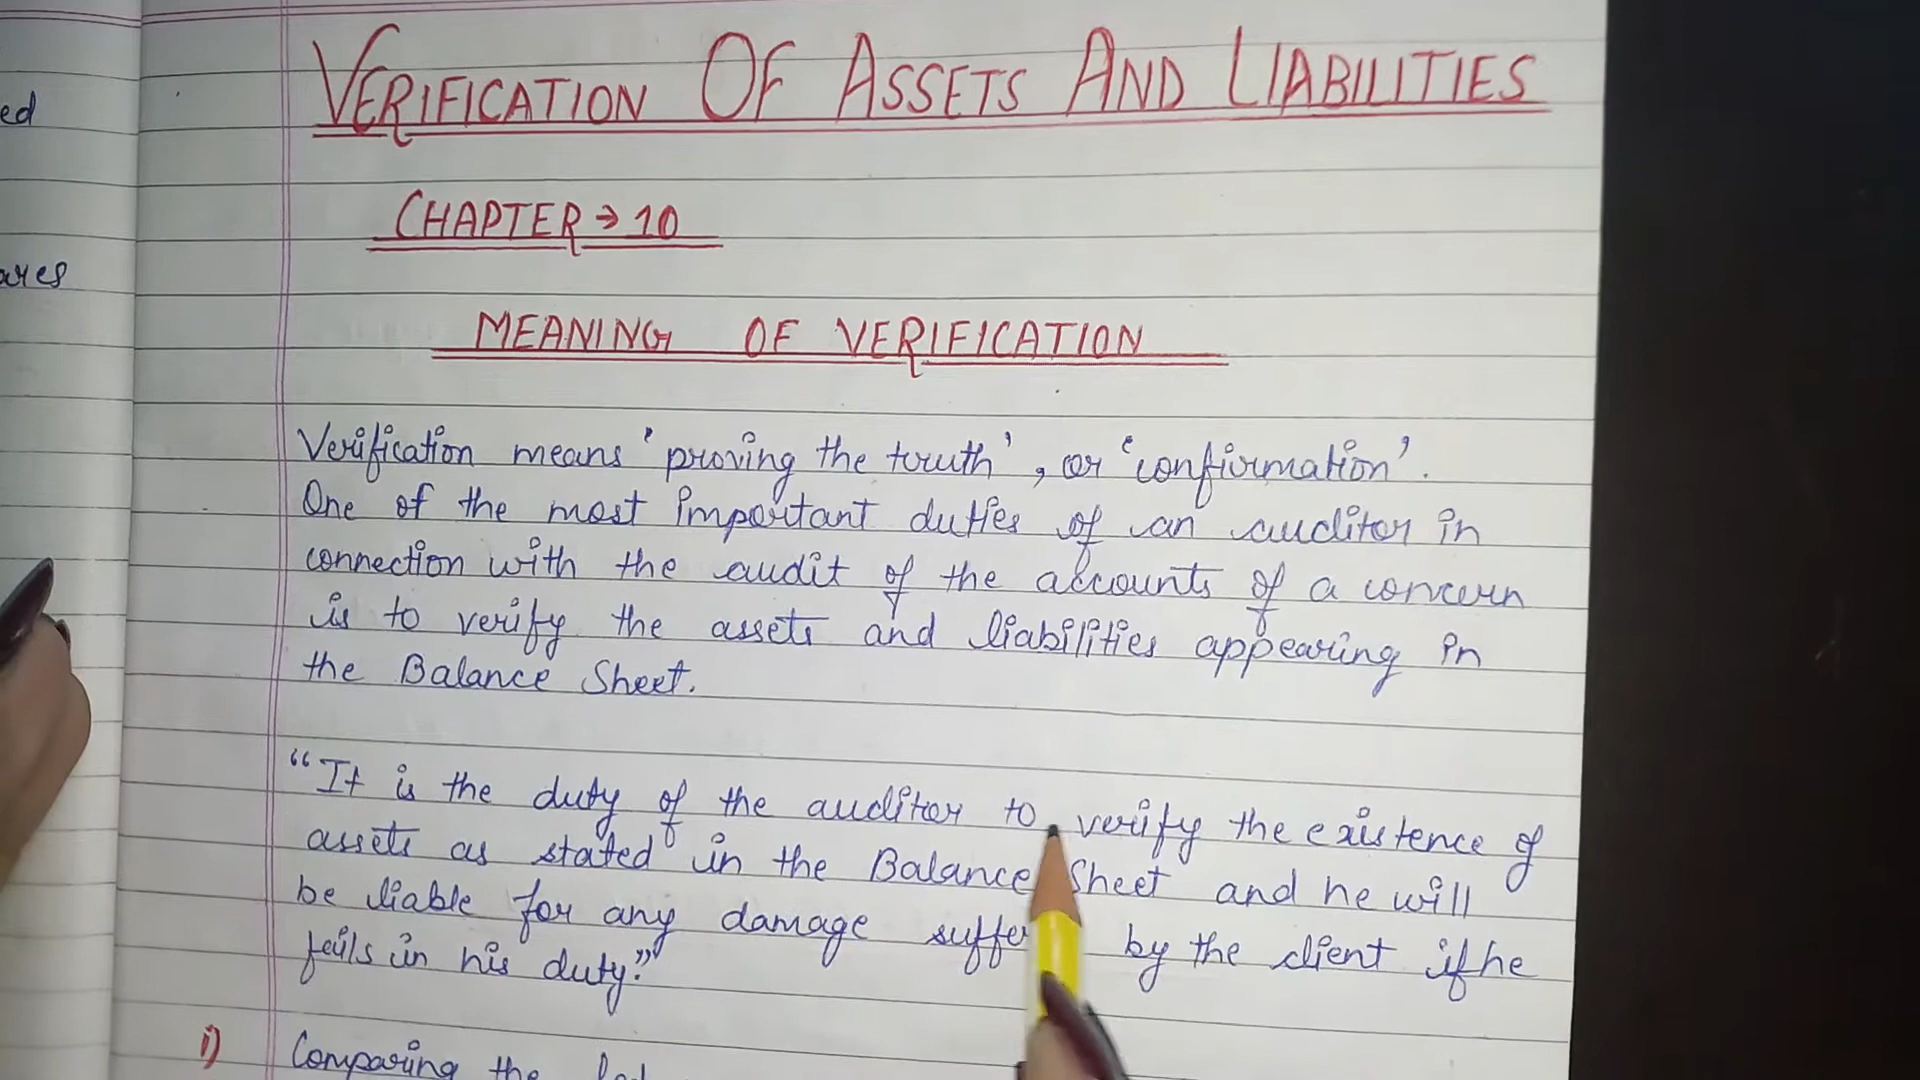 VERIFICATION OF ASSETS AND LIABILITIES
CHAPTER → 10
MEANING OF VERIFICATION
Verification means 'proving the truth', or 'confirmation'.
One of the most important duties of an auditor in
connection with the audit of the accounts of a concern
is to verify the assets and liabilities appearing in
the Balance Sheet.
"It is the duty of the auditor to verify the existence of
assets as stated in the Balance Sheet and he will
be liable for any damage suffe by the client if he
fails in his duty."
i) Comparing the
ed
ares